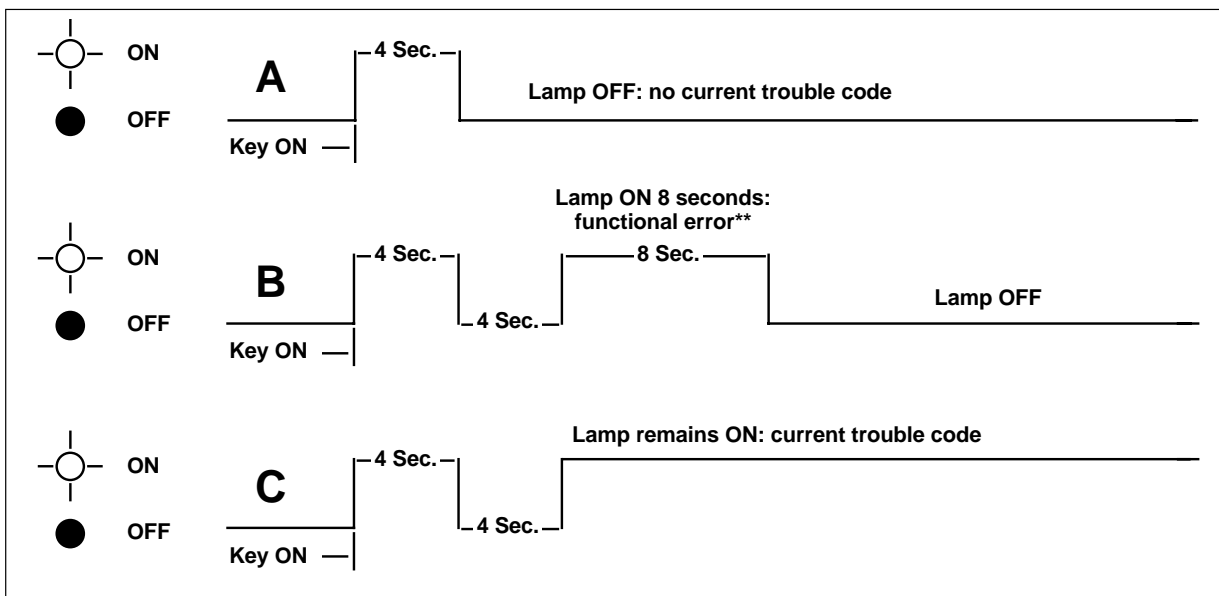 ON
A
4 Sec.
Lamp OFF: no current trouble code
OFF
Key ON
Lamp ON 8 seconds:
functional error**
ON
B
4 Sec.
8 Sec.
Lamp OFF
OFF
4 Sec.
Key ON
Lamp remains ON: current trouble code
ON
C
4 Sec.
OFF
4 Sec.
Key ON